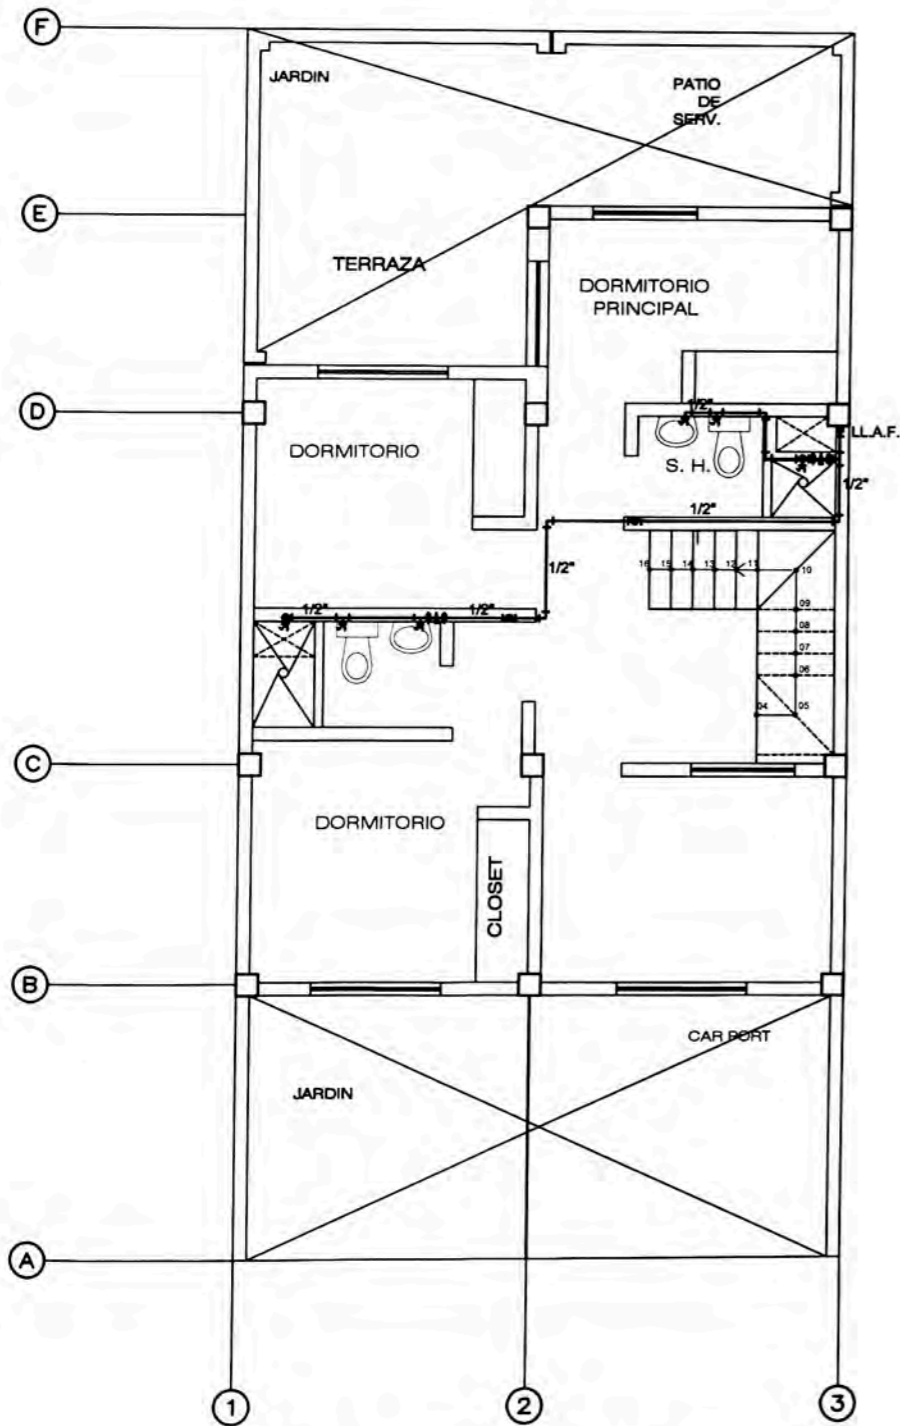 F
JARDIN
PATIO
DE
SERV.
E
TERRAZA
DORMITORIO
PRINCIPAL
D
1/2"
LL.A.F.
DORMITORIO
S. H.
1/2"
1/2"
1/2"
16
15
14
13
12
11
10
09
1/2"
1/2"
08
07
06
04
05
C
DORMITORIO
CLOSET
B
CAR PORT
JARDIN
A
1
2
3